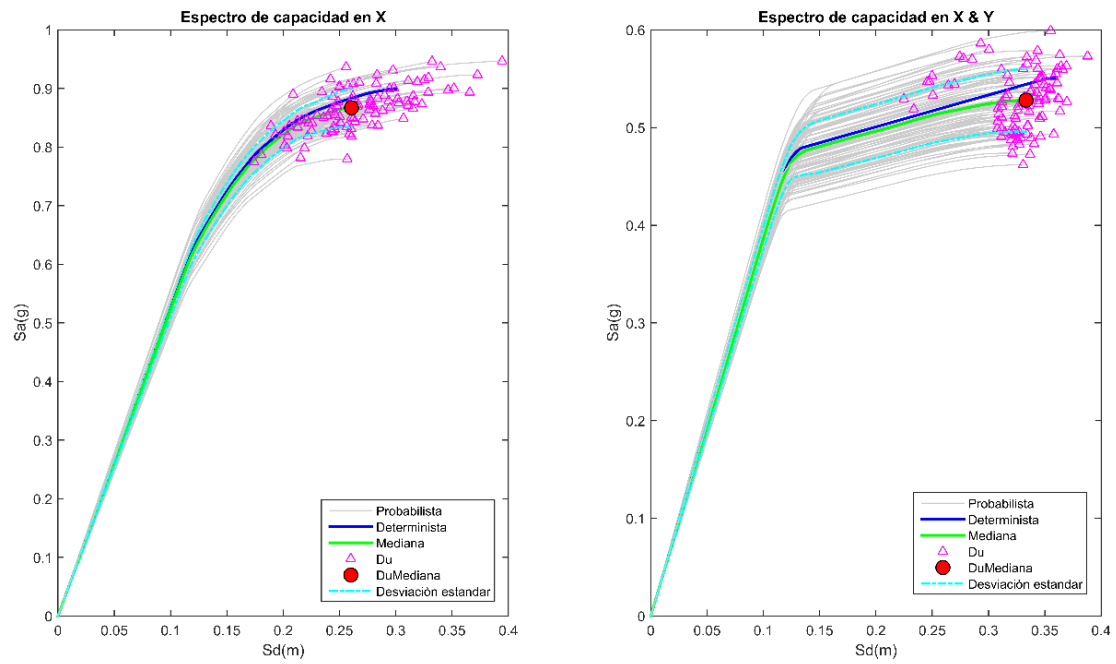 Espectro de capacidad en X
1
0.9
0.8
0.7
0.6
0.5
0.4
0.3
0.2
0.1
0
Sa(g)
0
0.05
0.1
0.15
0.2
0.25
0.3
0.35
0.4
Sd(m)
Probabilista
Determinista
Mediana
Du
DuMediana
Desviación estandar
Espectro de capacidad en X & Y
0.6
0.5
0.4
0.3
0.2
0.1
0
Sa(g)
0
0.05
0.1
0.15
0.2
0.25
0.3
0.35
0.4
Sd(m)
Probabilista
Determinista
Mediana
Du
DuMediana
Desviación estandar